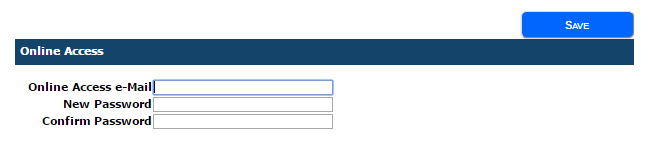 Save
Online Access
Online Access e-Mail
New Password
Confirm Password